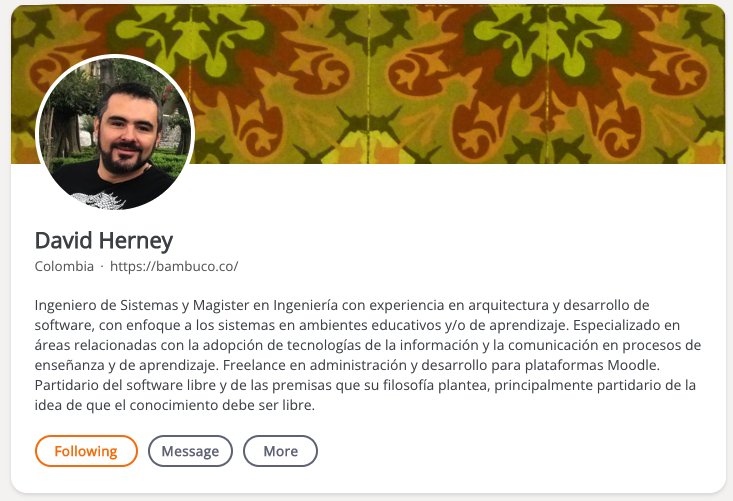 David Herney
Colombia · https://bambuco.co/
Ingeniero de Sistemas y Magister en Ingeniería con experiencia en arquitectura y desarrollo de
software, con enfoque a los sistemas en ambientes educativos y/o de aprendizaje. Especializado en
áreas relacionadas con la adopción de tecnologías de la información y la comunicación en procesos de
enseñanza y de aprendizaje. Freelance en administración y desarrollo para plataformas Moodle.
Partidario del software libre y de las premisas que su filosofía plantea, principalmente partidario de la
idea de que el conocimiento debe ser libre.
Following Message More